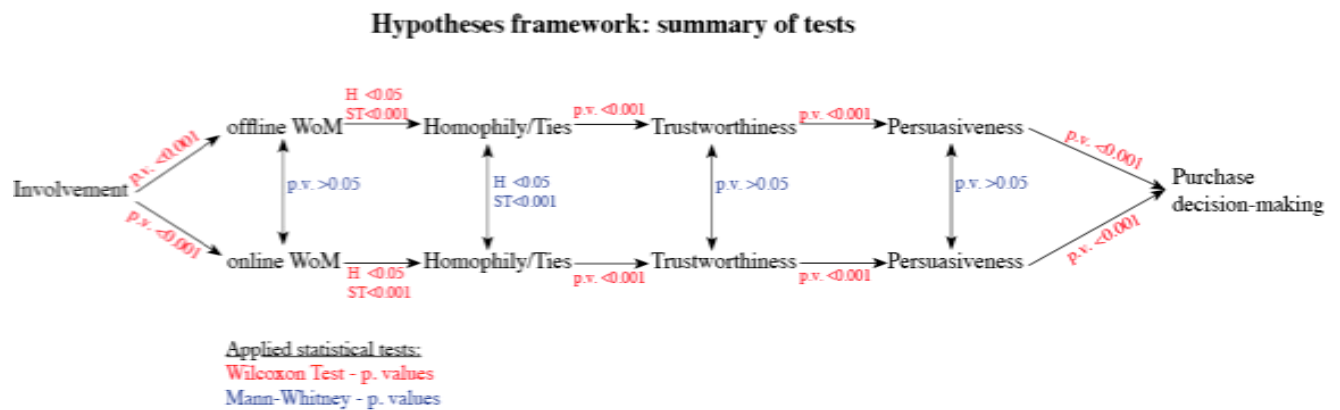 Hypotheses framework: summary of tests
H <0.05
ST<0.001
p.v. <0.001
p.v. <0.001
offline WoM
Homophily/Ties
Trustworthiness
Persuasiveness
p.v. <0.001
p.v. <0.001
Involvement
p.v. >0.05
H <0.05
ST<0.001
p.v. >0.05
p.v. >0.05
Purchase
decision-making
p.v. <0.001
p.v. <0.001
online WoM
Homophily/Ties
Trustworthiness
Persuasiveness
H <0.05
ST<0.001
p.v. <0.001
p.v. <0.001
Applied statistical tests:
Wilcoxon Test - p. values
Mann-Whitney - p. values